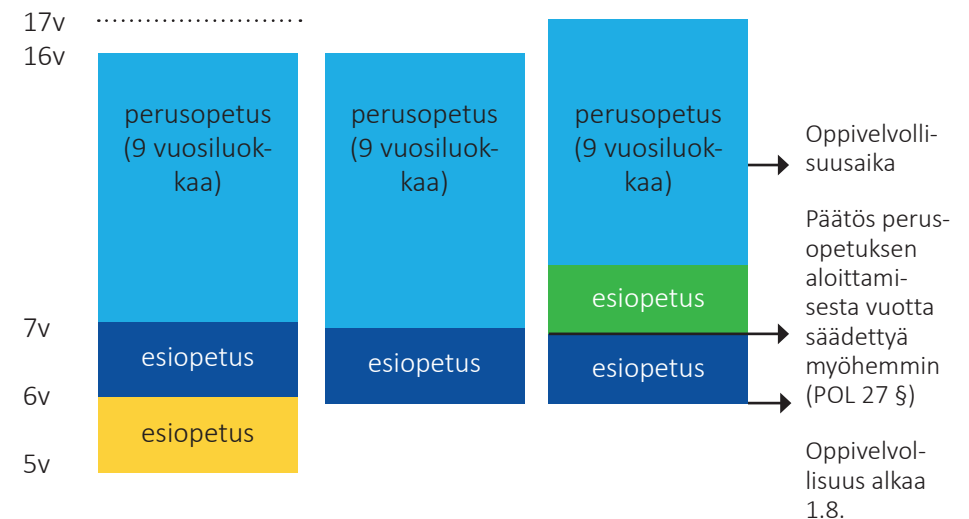 17v
16v
7v
6v
5v
perusopetus
(9 vuosiluok-
kaa)
esiopetus
esiopetus
perusopetus
(9 vuosiluok-
kaa)
esiopetus
perusopetus
(9 vuosiluok-
kaa)
esiopetus
esiopetus
Oppivelvolli-
suusaika
Päätös perus-
opetuksen
aloittami-
sesta vuotta
säädettyä
myöhemmin
(POL 27 §)
Oppivelvol-
lisuus alkaa
1.8.